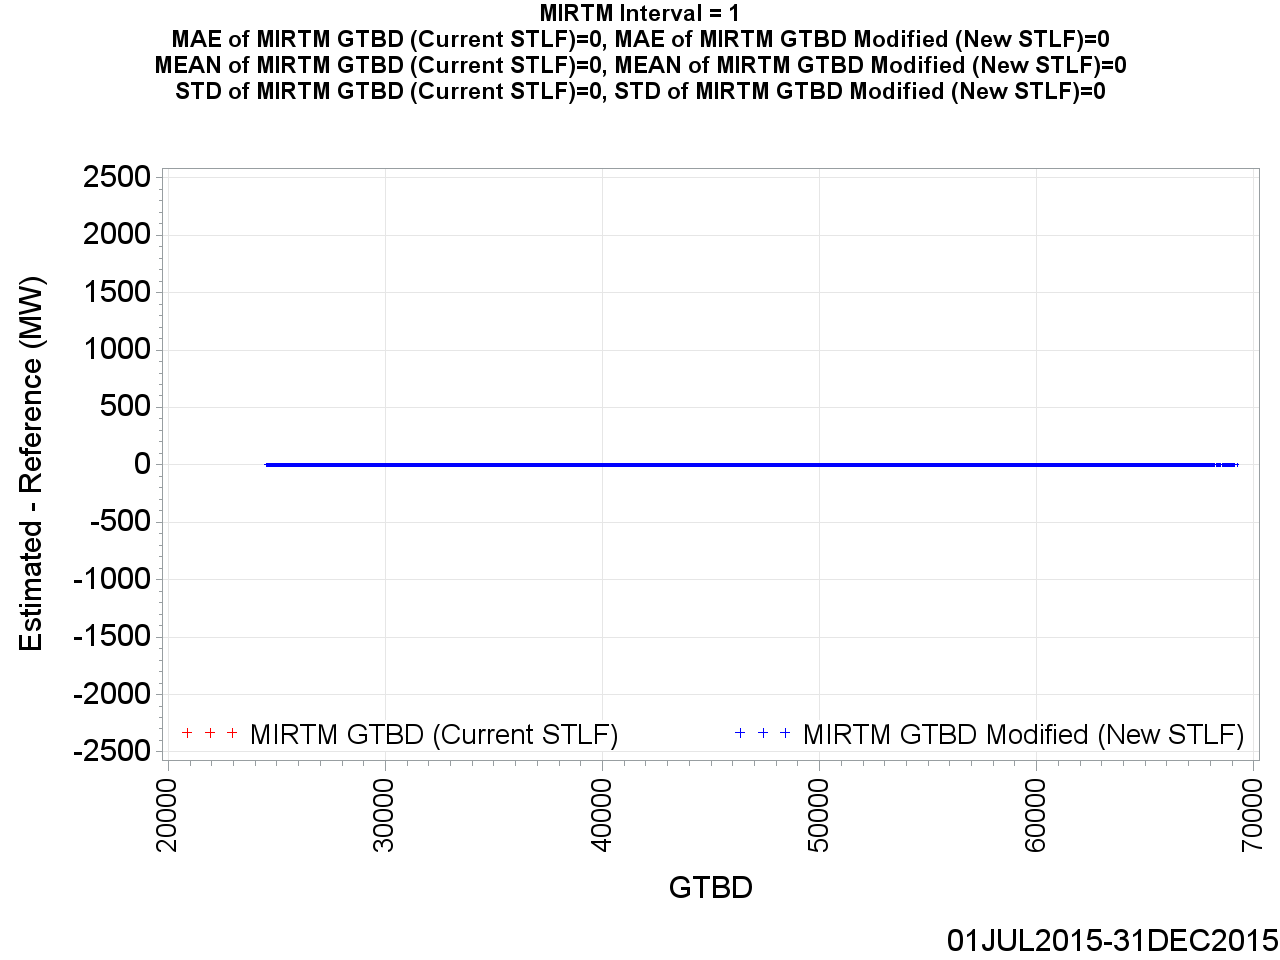 MIRTM Interval = 1
MAE of MIRTM GTBD (Current STLF)=0, MAE of MIRTM GTBD Modified (New STLF)=0
MEAN of MIRTM GTBD (Current STLF)=0, MEAN of MIRTM GTBD Modified (New STLF)=0
STD of MIRTM GTBD (Current STLF)=0, STD of MIRTM GTBD Modified (New STLF)=0
Estimated - Reference (MW)
2500
2000
1500
1000
500
0
-500
-1000
-1500
-2000
-2500
MIRTM GTBD (Current STLF) MIRTM GTBD Modified (New STLF)
20000 30000 40000 50000 60000 70000
GTBD
01JUL2015-31DEC2015